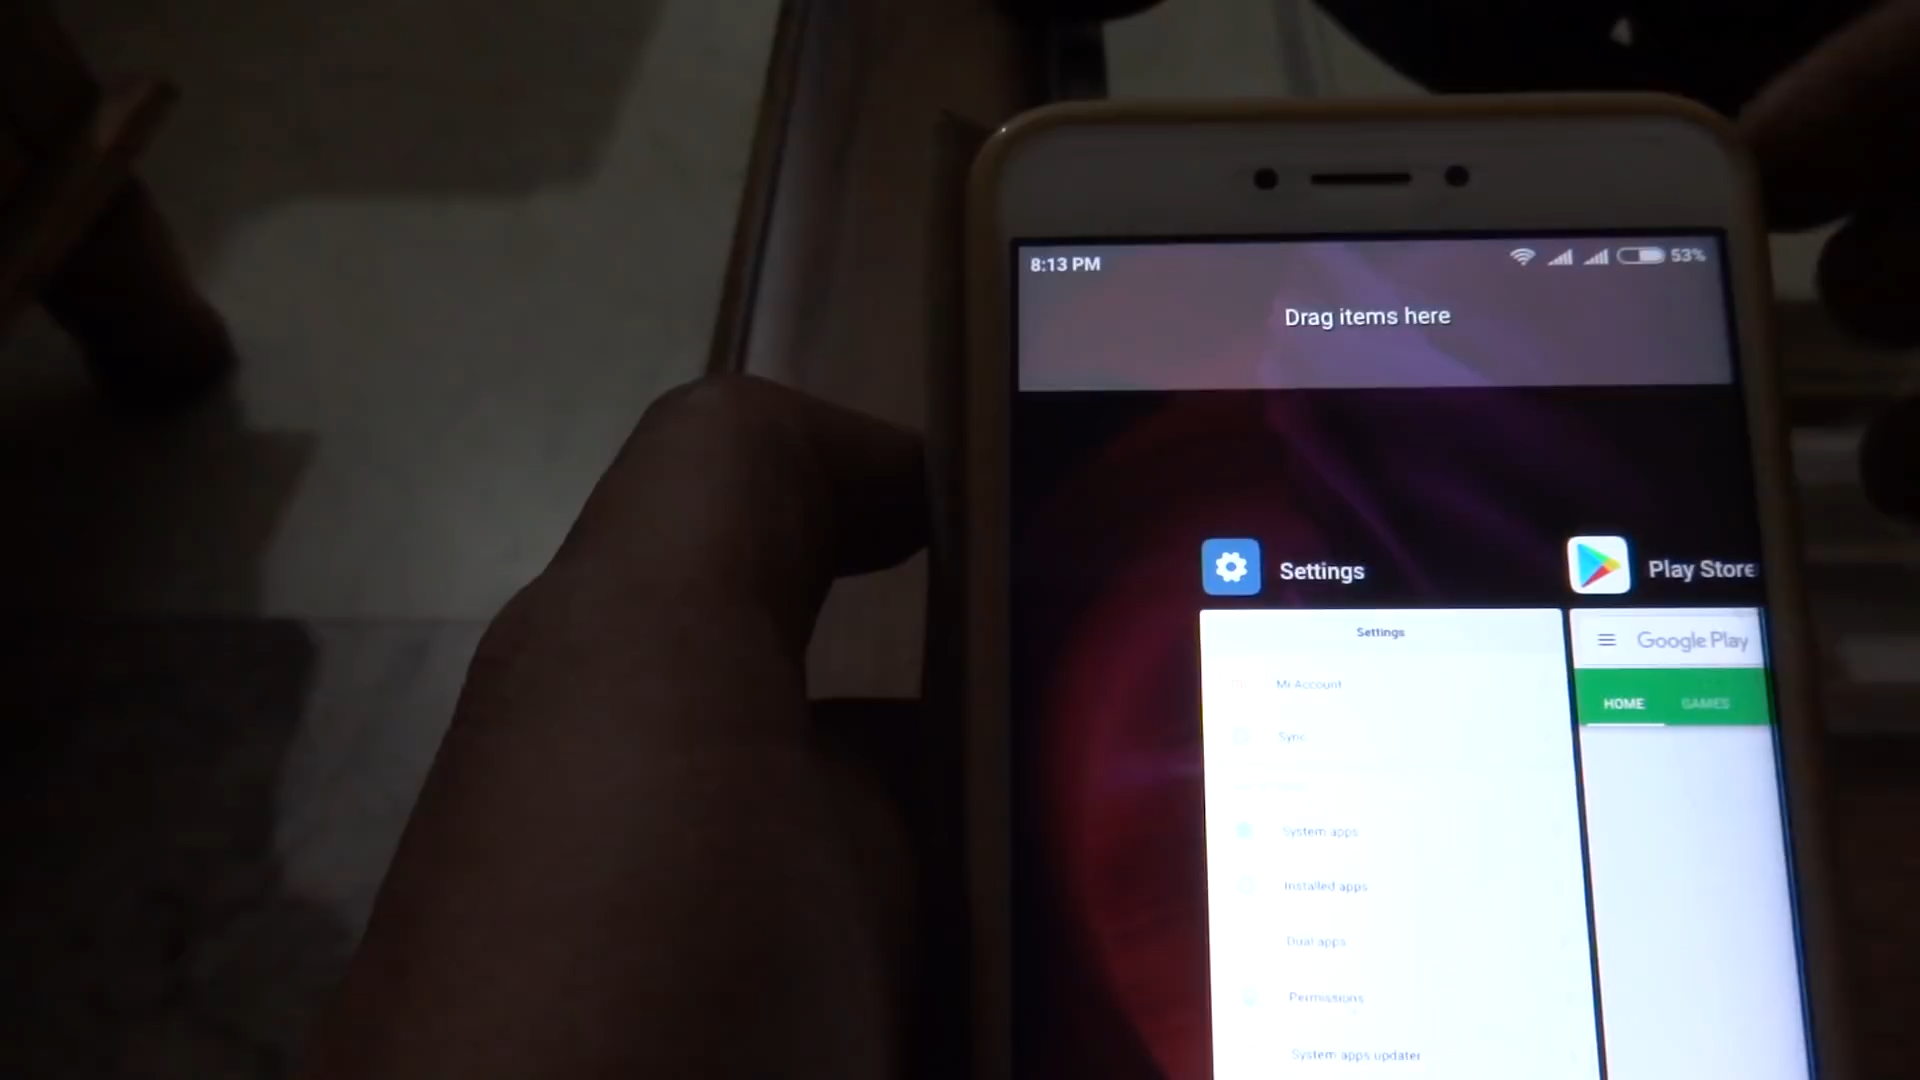 8:13 PM
53%
Drag items here
Settings
Play Store
Settings
Mi Account
Sync
System apps
Installed apps
Dual apps
Permissions
System apps updater
Google Play
HOME
GAMES